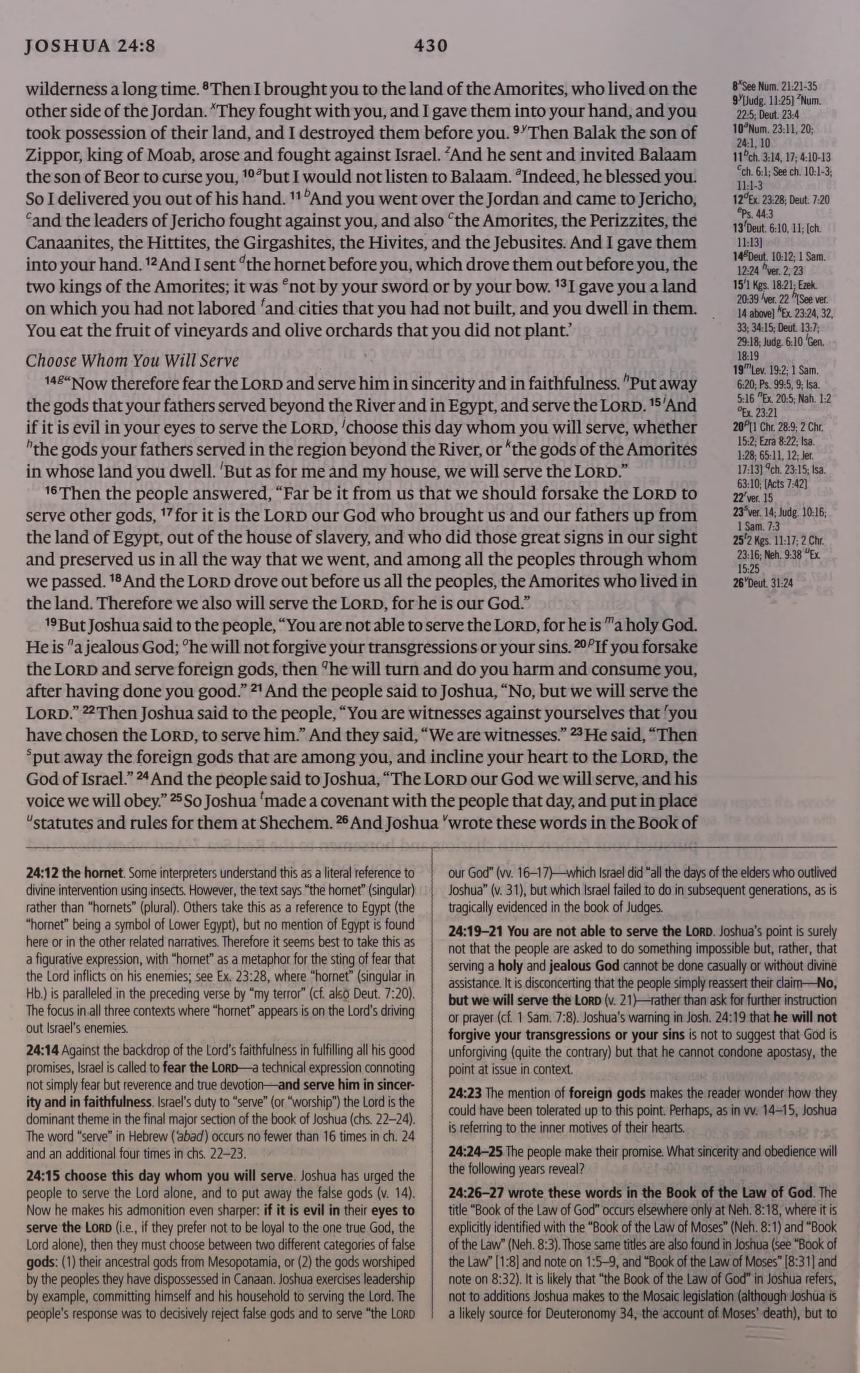 JOSHUA 24:8
430
wilderness a long time. ⁸Then I brought you to the land of the Amorites, who lived on the
other side of the Jordan. ˣThey fought with you, and I gave them into your hand, and you
took possession of their land, and I destroyed them before you. ⁹ʸThen Balak the son of
Zippor, king of Moab, arose and fought against Israel. ᶻAnd he sent and invited Balaam
the son of Beor to curse you, ¹⁰ᵃbut I would not listen to Balaam. ᵃIndeed, he blessed you.
So I delivered you out of his hand. ¹¹ᵇAnd you went over the Jordan and came to Jericho,
ᶜand the leaders of Jericho fought against you, and also ᶜthe Amorites, the Perizzites, the
Canaanites, the Hittites, the Girgashites, the Hivites, and the Jebusites. And I gave them
into your hand. ¹²And I sent ᵈthe hornet before you, which drove them out before you, the
two kings of the Amorites; it was ᵉnot by your sword or by your bow. ¹³I gave you a land
on which you had not labored ᶠand cities that you had not built, and you dwell in them.
You eat the fruit of vineyards and olive orchards that you did not plant.’
Choose Whom You Will Serve
¹⁴ᵍ“Now therefore fear the LORD and serve him in sincerity and in faithfulness. ʰPut away
the gods that your fathers served beyond the River and in Egypt, and serve the LORD. ¹⁵ⁱAnd
if it is evil in your eyes to serve the LORD, ʲchoose this day whom you will serve, whether
ʰthe gods your fathers served in the region beyond the River, or ᵏthe gods of the Amorites
in whose land you dwell. ˡBut as for me and my house, we will serve the LORD.”
¹⁶Then the people answered, “Far be it from us that we should forsake the LORD to
serve other gods, ¹⁷for it is the LORD our God who brought us and our fathers up from
the land of Egypt, out of the house of slavery, and who did those great signs in our sight
and preserved us in all the way that we went, and among all the peoples through whom
we passed. ¹⁸And the LORD drove out before us all the peoples, the Amorites who lived in
the land. Therefore we also will serve the LORD, for he is our God.”
¹⁹But Joshua said to the people, “You are not able to serve the LORD, for he is ᵐa holy God.
He is ⁿa jealous God; ᵒhe will not forgive your transgressions or your sins. ²⁰ᵖIf you forsake
the LORD and serve foreign gods, then ᑫhe will turn and do you harm and consume you,
after having done you good.” ²¹And the people said to Joshua, “No, but we will serve the
LORD.” ²²Then Joshua said to the people, “You are witnesses against yourselves that ʳyou
have chosen the LORD, to serve him.” And they said, “We are witnesses.” ²³He said, “Then
ˢput away the foreign gods that are among you, and incline your heart to the LORD, the
God of Israel.” ²⁴And the people said to Joshua, “The LORD our God we will serve, and his
voice we will obey.” ²⁵So Joshua ᵗmade a covenant with the people that day, and put in place
ᵘstatutes and rules for them at Shechem. ²⁶And Joshua ᵛwrote these words in the Book of
8ˣSee Num. 21:21-35
9ʸ[Judg. 11:25] ᶻNum.
22:5; Deut. 23:4
10ᵃNum. 23:11, 20;
24:1, 10
11ᵇch. 3:14, 17; 4:10-13
ᶜch. 6:1; See ch. 10:1-3;
11:1-3
12ᵈEx. 23:28; Deut. 7:20
ᵉPs. 44:3
13ᶠDeut. 6:10, 11; [ch.
11:13]
14ᵍDeut. 10:12; 1 Sam.
12:24 ʰver. 2, 23
15ⁱ1 Kgs. 18:21; Ezek.
20:39 ʲver. 22 ʰ[See ver.
14 above] ᵏEx. 23:24, 32,
33; 34:15; Deut. 13:7;
29:18; Judg. 6:10 ˡGen.
18:19
19ᵐLev. 19:2; 1 Sam.
6:20; Ps. 99:5, 9; Isa.
5:16 ⁿEx. 20:5; Nah. 1:2
ᵒEx. 23:21
20ᵖ[1 Chr. 28:9; 2 Chr.
15:2; Ezra 8:22; Isa.
1:28; 65:11, 12; Jer.
17:13] ᑫch. 23:15; Isa.
63:10; [Acts 7:42]
22ʳver. 15
23ˢver. 14; Judg. 10:16;
1 Sam. 7:3
25ᵗ2 Kgs. 11:17; 2 Chr.
23:16; Neh. 9:38 ᵘEx.
15:25
26ᵛDeut. 31:24
24:12 the hornet. Some interpreters understand this as a literal reference to
divine intervention using insects. However, the text says “the hornet” (singular)
rather than “hornets” (plural). Others take this as a reference to Egypt (the
“hornet” being a symbol of Lower Egypt), but no mention of Egypt is found
here or in the other related narratives. Therefore it seems best to take this as
a figurative expression, with “hornet” as a metaphor for the sting of fear that
the Lord inflicts on his enemies; see Ex. 23:28, where “hornet” (singular in
Hb.) is paralleled in the preceding verse by “my terror” (cf. also Deut. 7:20).
The focus in all three contexts where “hornet” appears is on the Lord’s driving
out Israel’s enemies.
24:14 Against the backdrop of the Lord’s faithfulness in fulfilling all his good
promises, Israel is called to fear the LORD—a technical expression connoting
not simply fear but reverence and true devotion—and serve him in sincer-
ity and in faithfulness. Israel’s duty to “serve” (or “worship”) the Lord is the
dominant theme in the final major section of the book of Joshua (chs. 22–24).
The word “serve” in Hebrew (‘abad) occurs no fewer than 16 times in ch. 24
and an additional four times in chs. 22–23.
24:15 choose this day whom you will serve. Joshua has urged the
people to serve the Lord alone, and to put away the false gods (v. 14).
Now he makes his admonition even sharper: if it is evil in their eyes to
serve the LORD (i.e., if they prefer not to be loyal to the one true God, the
Lord alone), then they must choose between two different categories of false
gods: (1) their ancestral gods from Mesopotamia, or (2) the gods worshiped
by the peoples they have dispossessed in Canaan. Joshua exercises leadership
by example, committing himself and his household to serving the Lord. The
people’s response was to decisively reject false gods and to serve “the LORD
our God” (vv. 16–17)—which Israel did “all the days of the elders who outlived
Joshua” (v. 31), but which Israel failed to do in subsequent generations, as is
tragically evidenced in the book of Judges.
24:19–21 You are not able to serve the LORD. Joshua’s point is surely
not that the people are asked to do something impossible but, rather, that
serving a holy and jealous God cannot be done casually or without divine
assistance. It is disconcerting that the people simply reassert their claim—No,
but we will serve the LORD (v. 21)—rather than ask for further instruction
or prayer (cf. 1 Sam. 7:8). Joshua’s warning in Josh. 24:19 that he will not
forgive your transgressions or your sins is not to suggest that God is
unforgiving (quite the contrary) but that he cannot condone apostasy, the
point at issue in context.
24:23 The mention of foreign gods makes the reader wonder how they
could have been tolerated up to this point. Perhaps, as in vv. 14–15, Joshua
is referring to the inner motives of their hearts.
24:24–25 The people make their promise. What sincerity and obedience will
the following years reveal?
24:26–27 wrote these words in the Book of the Law of God. The
title “Book of the Law of God” occurs elsewhere only at Neh. 8:18, where it is
explicitly identified with the “Book of the Law of Moses” (Neh. 8:1) and “Book
of the Law” (Neh. 8:3). Those same titles are also found in Joshua (see “Book of
the Law” [1:8] and note on 1:5–9, and “Book of the Law of Moses” [8:31] and
note on 8:32). It is likely that “the Book of the Law of God” in Joshua refers,
not to additions Joshua makes to the Mosaic legislation (although Joshua is
a likely source for Deuteronomy 34, the account of Moses’ death), but to